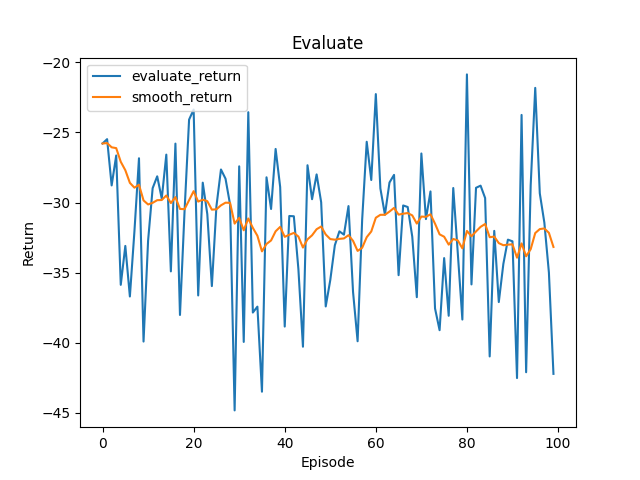 Evaluate
evaluate_return
smooth_return
Return
−20
−25
−30
−35
−40
−45
0 20 40 60 80 100
Episode